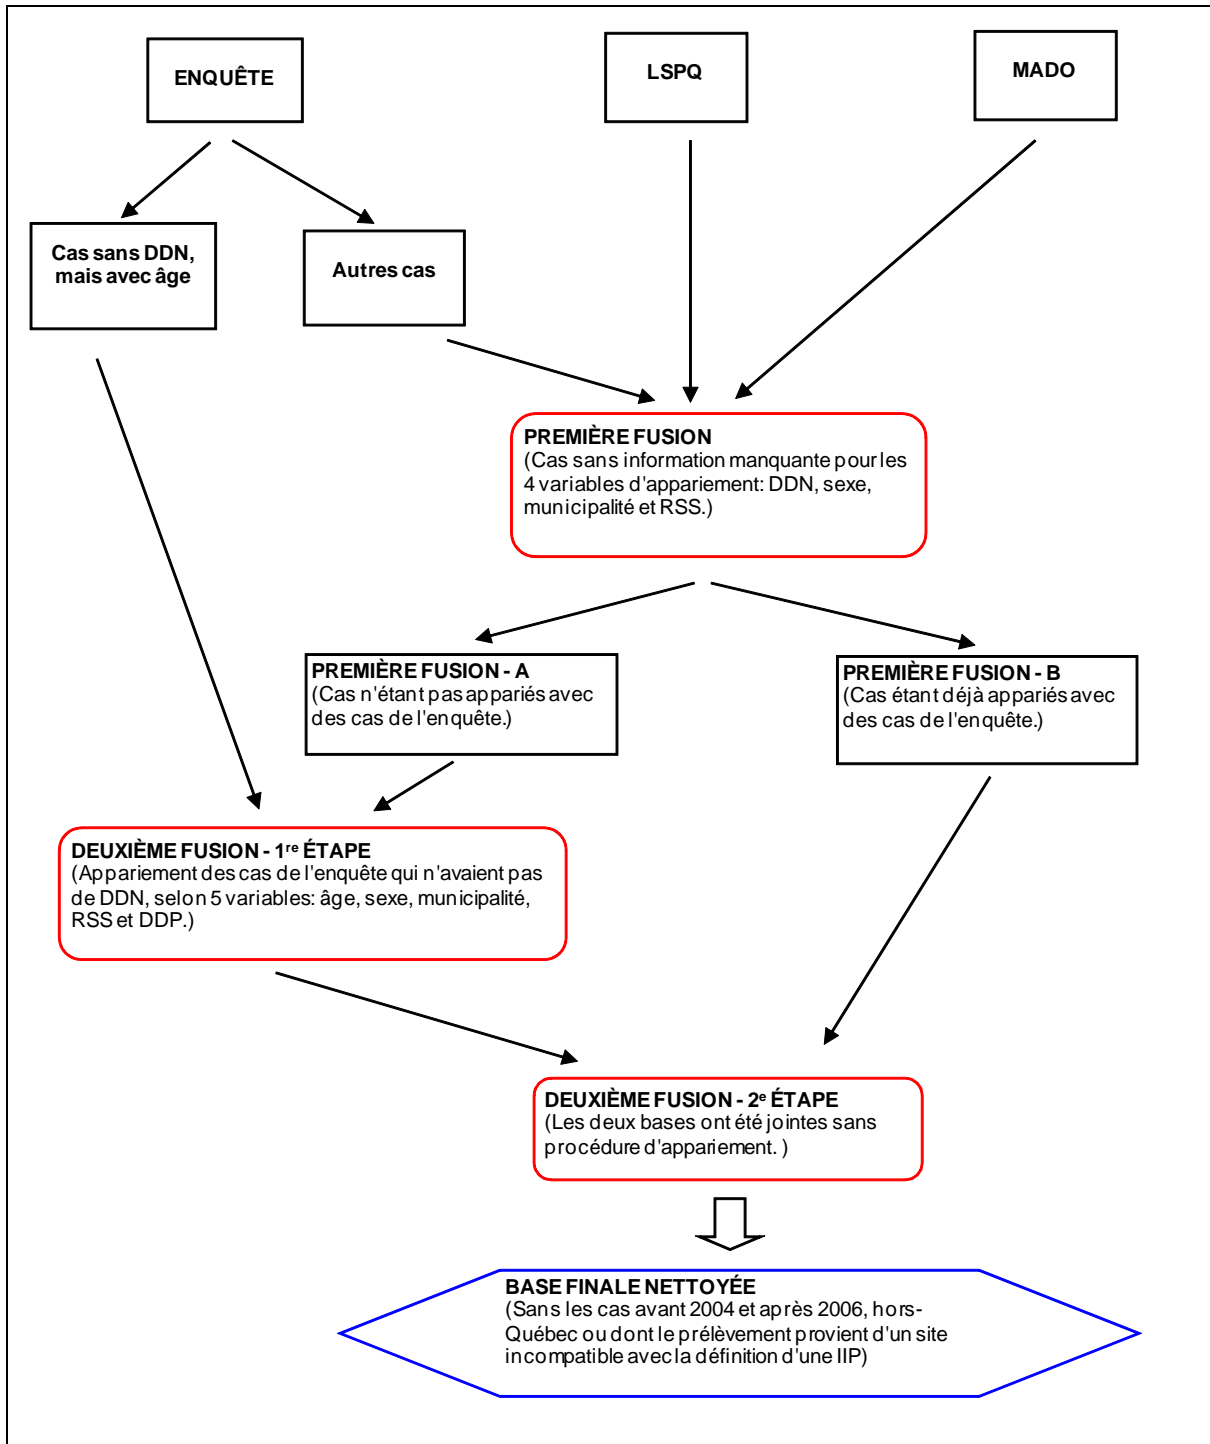 ENQUÊTE
LSPQ
MADO
Cas sans DDN,
mais avec âge
Autres cas
PREMIÈRE FUSION
(Cas sans information manquante pour les
4 variables d'appariement: DDN, sexe,
municipalité et RSS.)
PREMIÈRE FUSION - A
(Cas n'étant pas appariés avec
des cas de l'enquête.)
PREMIÈRE FUSION - B
(Cas étant déjà appariés avec
des cas de l'enquête.)
DEUXIÈME FUSION - 1re ÉTAPE
(Appariement des cas de l'enquête qui n'avaient pas
de DDN, selon 5 variables: âge, sexe, municipalité,
RSS et DDP.)
DEUXIÈME FUSION - 2e ÉTAPE
(Les deux bases ont été jointes sans
procédure d'appariement. )
BASE FINALE NETTOYÉE
(Sans les cas avant 2004 et après 2006, hors-
Québec ou dont le prélèvement provient d'un site
incompatible avec la définition d'une IIP)